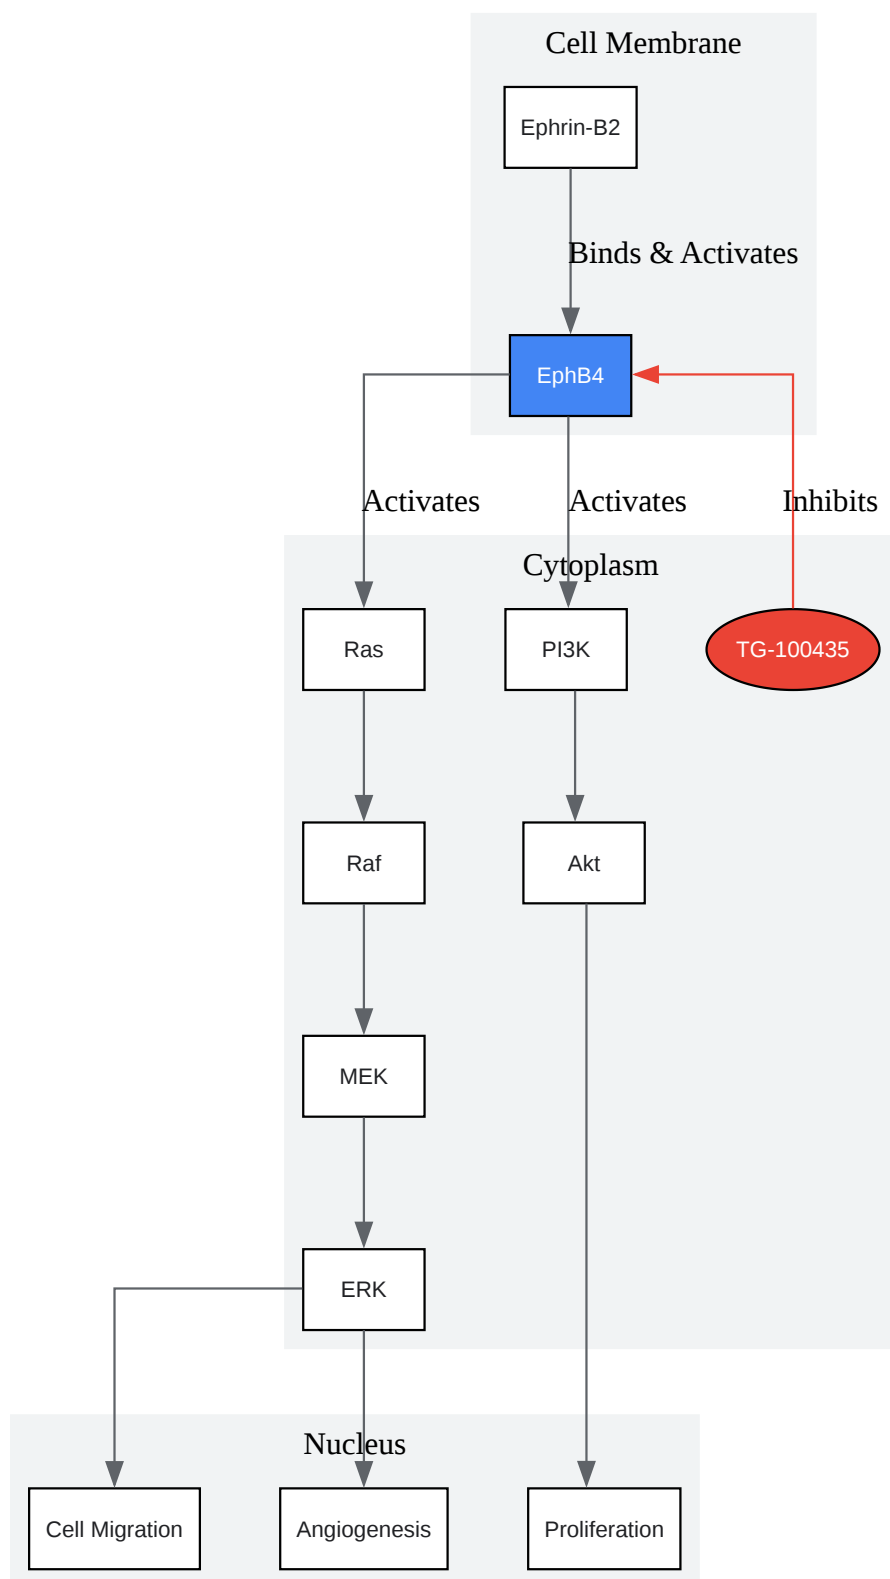 Cell Membrane
Ephrin-B2
Binds & Activates
EphB4
Activates
Activates
Inhibits
Cytoplasm
Ras
PI3K
TG-100435
Raf
Akt
MEK
ERK
Nucleus
Cell Migration
Angiogenesis
Proliferation